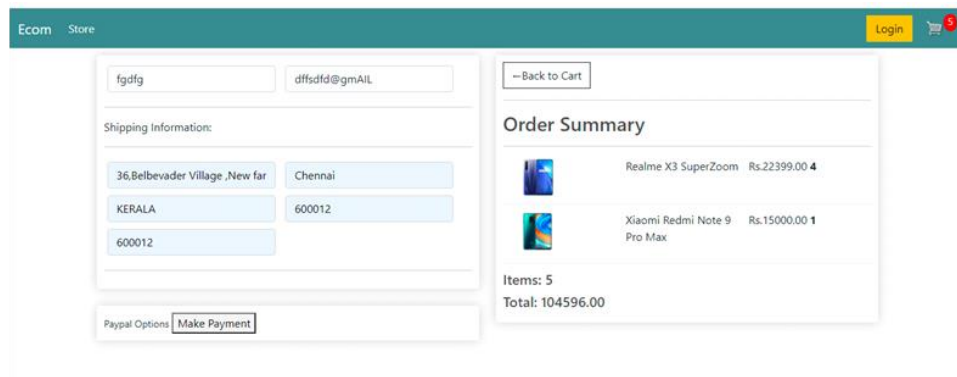 Ecom Store Login 5
fgdfg dffsdfd@gmAIL
Shipping Information:
36,Belbevader Village ,New far Chennai
KERALA 600012
600012
Paypal Options Make Payment
←Back to Cart
Order Summary
Realme X3 SuperZoom Rs.22399.00 4
Xiaomi Redmi Note 9 Rs.15000.00 1
Pro Max
Items: 5
Total: 104596.00